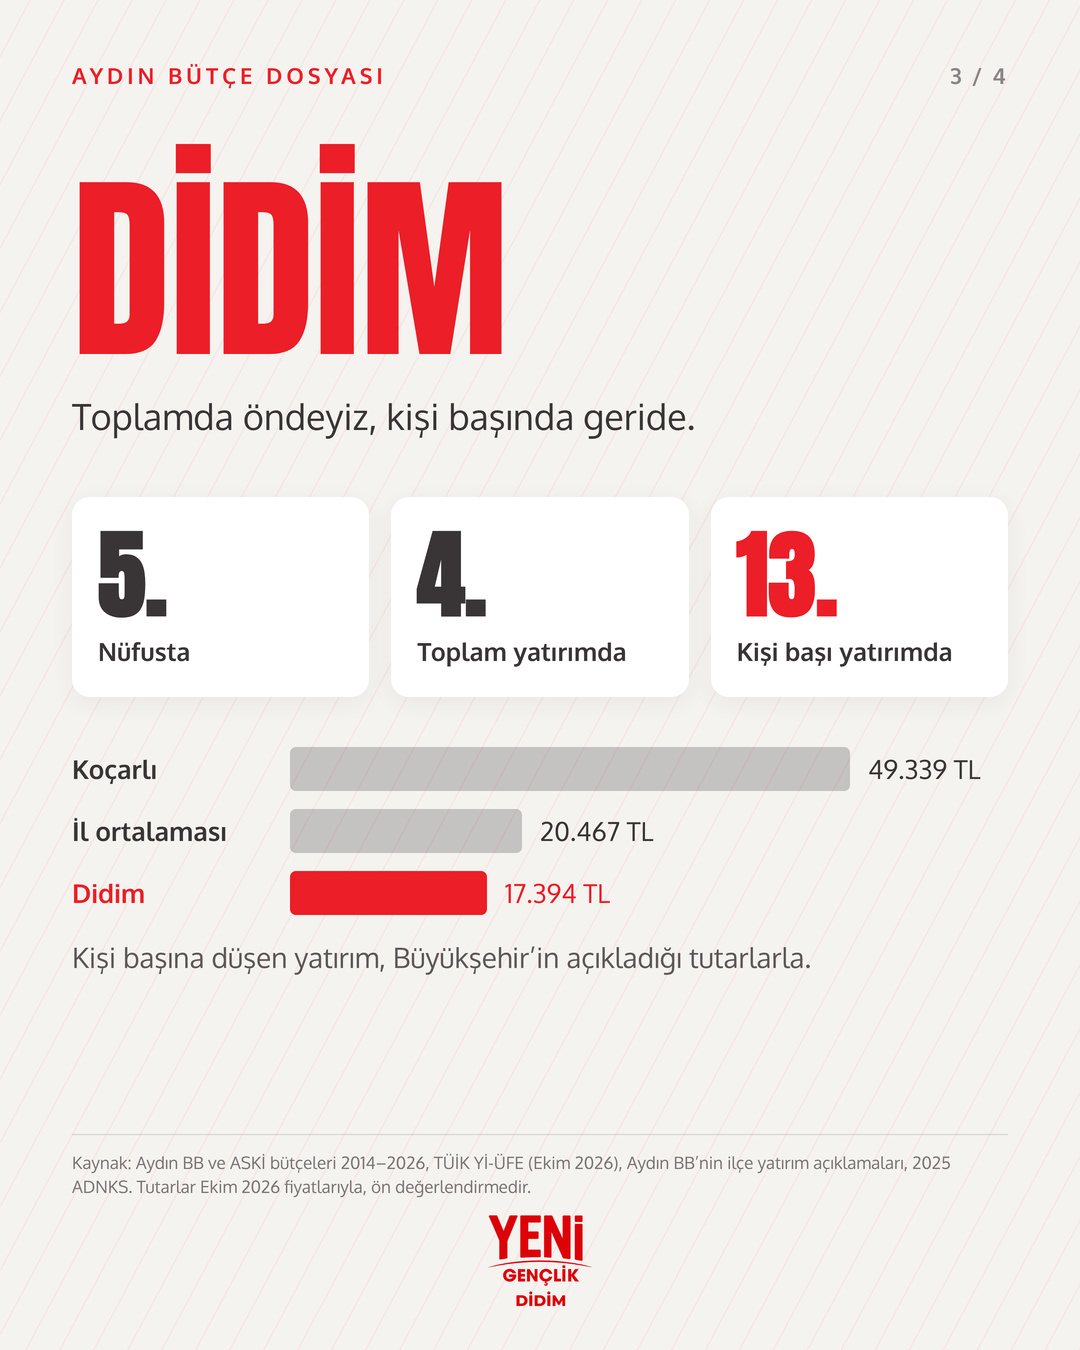 AYDIN BÜTÇE DOSYASI
3 / 4
DİDİM
Toplamda öndeyiz, kişi başında geride.
5.
Nüfusta
4.
Toplam yatırımda
13.
Kişi başı yatırımda
Koçarlı 49.339 TL
İl ortalaması 20.467 TL
Didim 17.394 TL
Kişi başına düşen yatırım, Büyükşehir’in açıkladığı tutarlarla.
Kaynak: Aydın BB ve ASKİ bütçeleri 2014–2026, TÜİK Yİ-ÜFE (Ekim 2026), Aydın BB’nin ilçe yatırım açıklamaları, 2025
ADNKS. Tutarlar Ekim 2026 fiyatlarıyla, ön değerlendirmedir.
YENİ
GENÇLİK
DİDİM